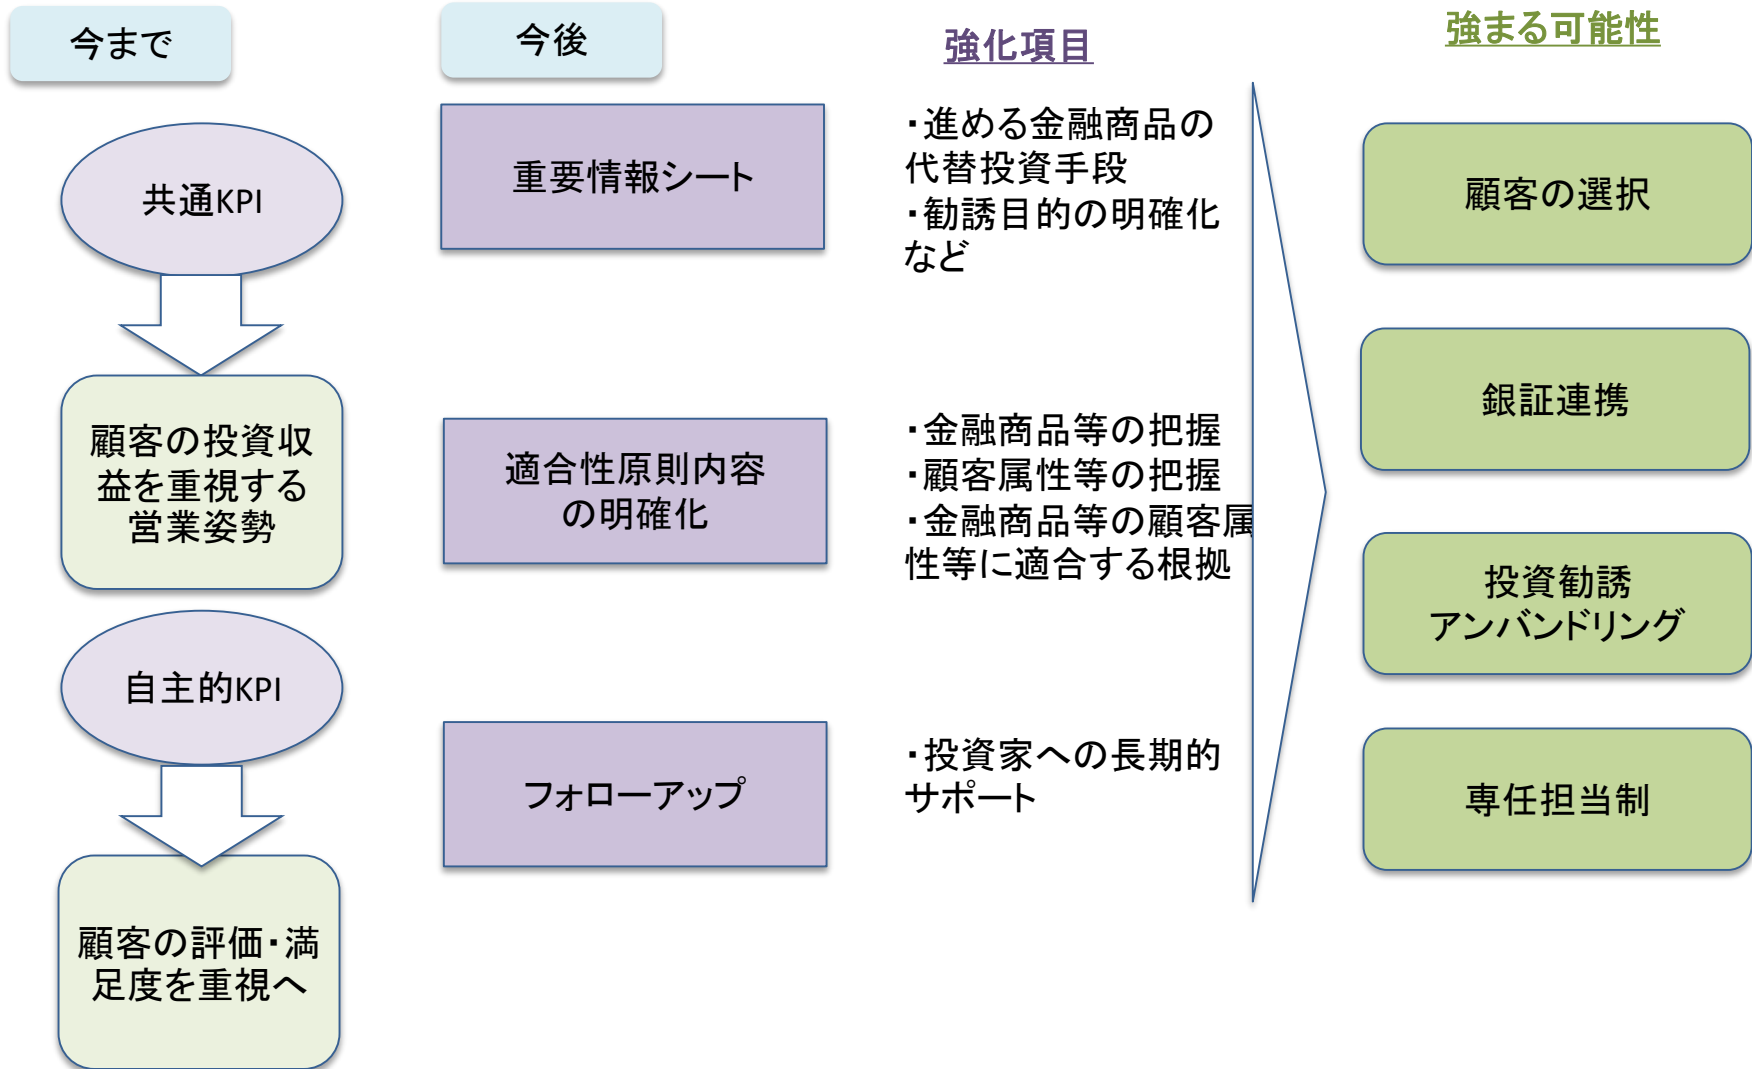 今まで
今後
強化項目
強まる可能性
共通KPI
顧客の投資収
益を重視する
営業姿勢
自主的KPI
顧客の評価・満
足度を重視へ
重要情報シート
・進める金融商品の
代替投資手段
・勧誘目的の明確化
など
適合性原則内容
の明確化
・金融商品等の把握
・顧客属性等の把握
・金融商品等の顧客属
性等に適合する根拠
フォローアップ
・投資家への長期的
サポート
顧客の選択
銀証連携
投資勧誘
アンバンドリング
専任担当制